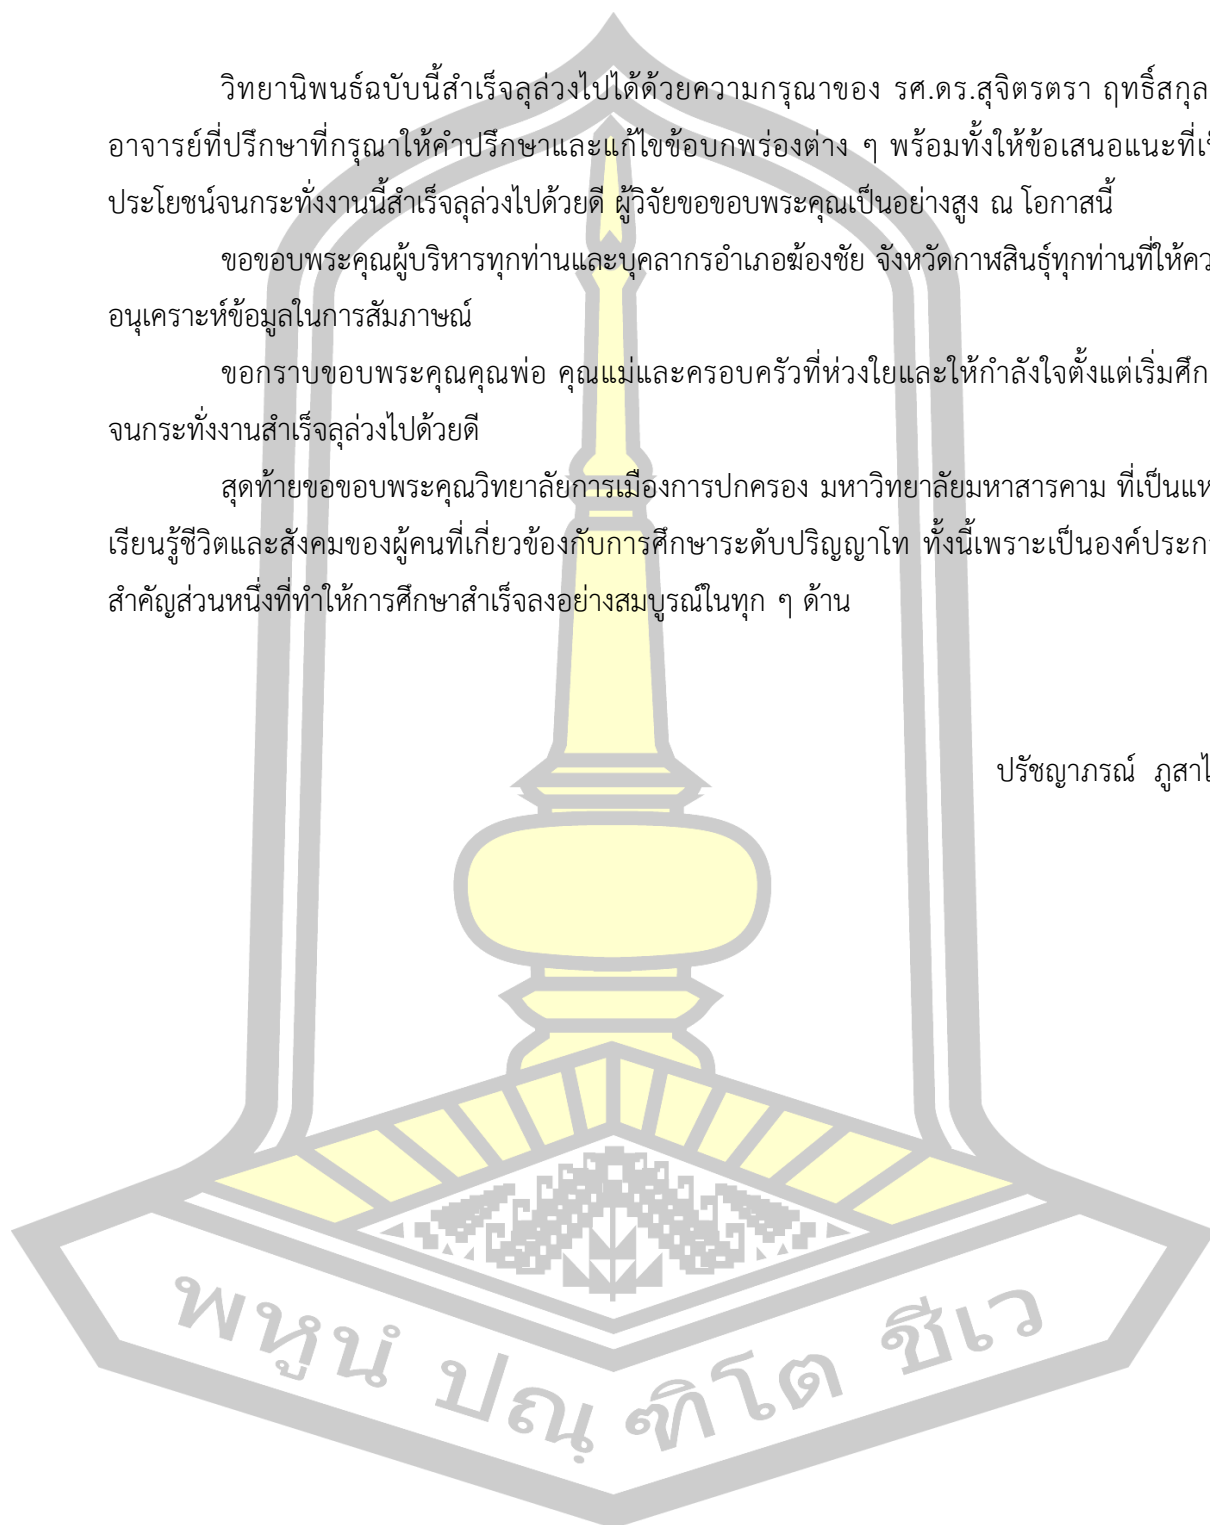 วิทยานิพนธ์ฉบับนี้สำเร็จลุล่วงไปได้ด้วยความกรุณาของ รศ.ดร.สุจิตรตรา ฤทธิ์สกุล
อาจารย์ที่ปรึกษาที่กรุณาให้คำปรึกษาและแก้ไขข้อบกพร่องต่าง ๆ พร้อมทั้งให้ข้อเสนอแนะที่
ประโยชน์จนกระทั่งงานนี้สำเร็จลุล่วงไปด้วยดี ผู้วิจัยขอขอบพระคุณเป็นอย่างสูง ณ โอกาสนี้
ขอขอบพระคุณผู้บริหารทุกท่านและบุคลากรอำเภอฆ้องชัย จังหวัดกาฬสินธุ์ทุกท่านที่ให้
อนุเคราะห์ข้อมูลในการสัมภาษณ์
ขอกราบขอบพระคุณคุณพ่อ คุณแม่และครอบครัวที่ห่วงใยและให้กำลังใจตั้งแต่เริ่มศึก
จนกระทั่งงานสำเร็จลุล่วงไปด้วยดี
สุดท้ายขอขอบพระคุณวิทยาลัยการเมืองการปกครอง มหาวิทยาลัยมหาสารคาม ที่เป็นแห
เรียนรู้ชีวิตและสังคมของผู้คนที่เกี่ยวข้องกับการศึกษาระดับปริญญาโท ทั้งนี้เพราะเป็นองค์ประก
สำคัญส่วนหนึ่งที่ทำให้การศึกษาสำเร็จลงอย่างสมบูรณ์ในทุก ๆ ด้าน
ปรัชญาภรณ์ ภูสา
พหูนํ ปณฺฑิโต ชีเว